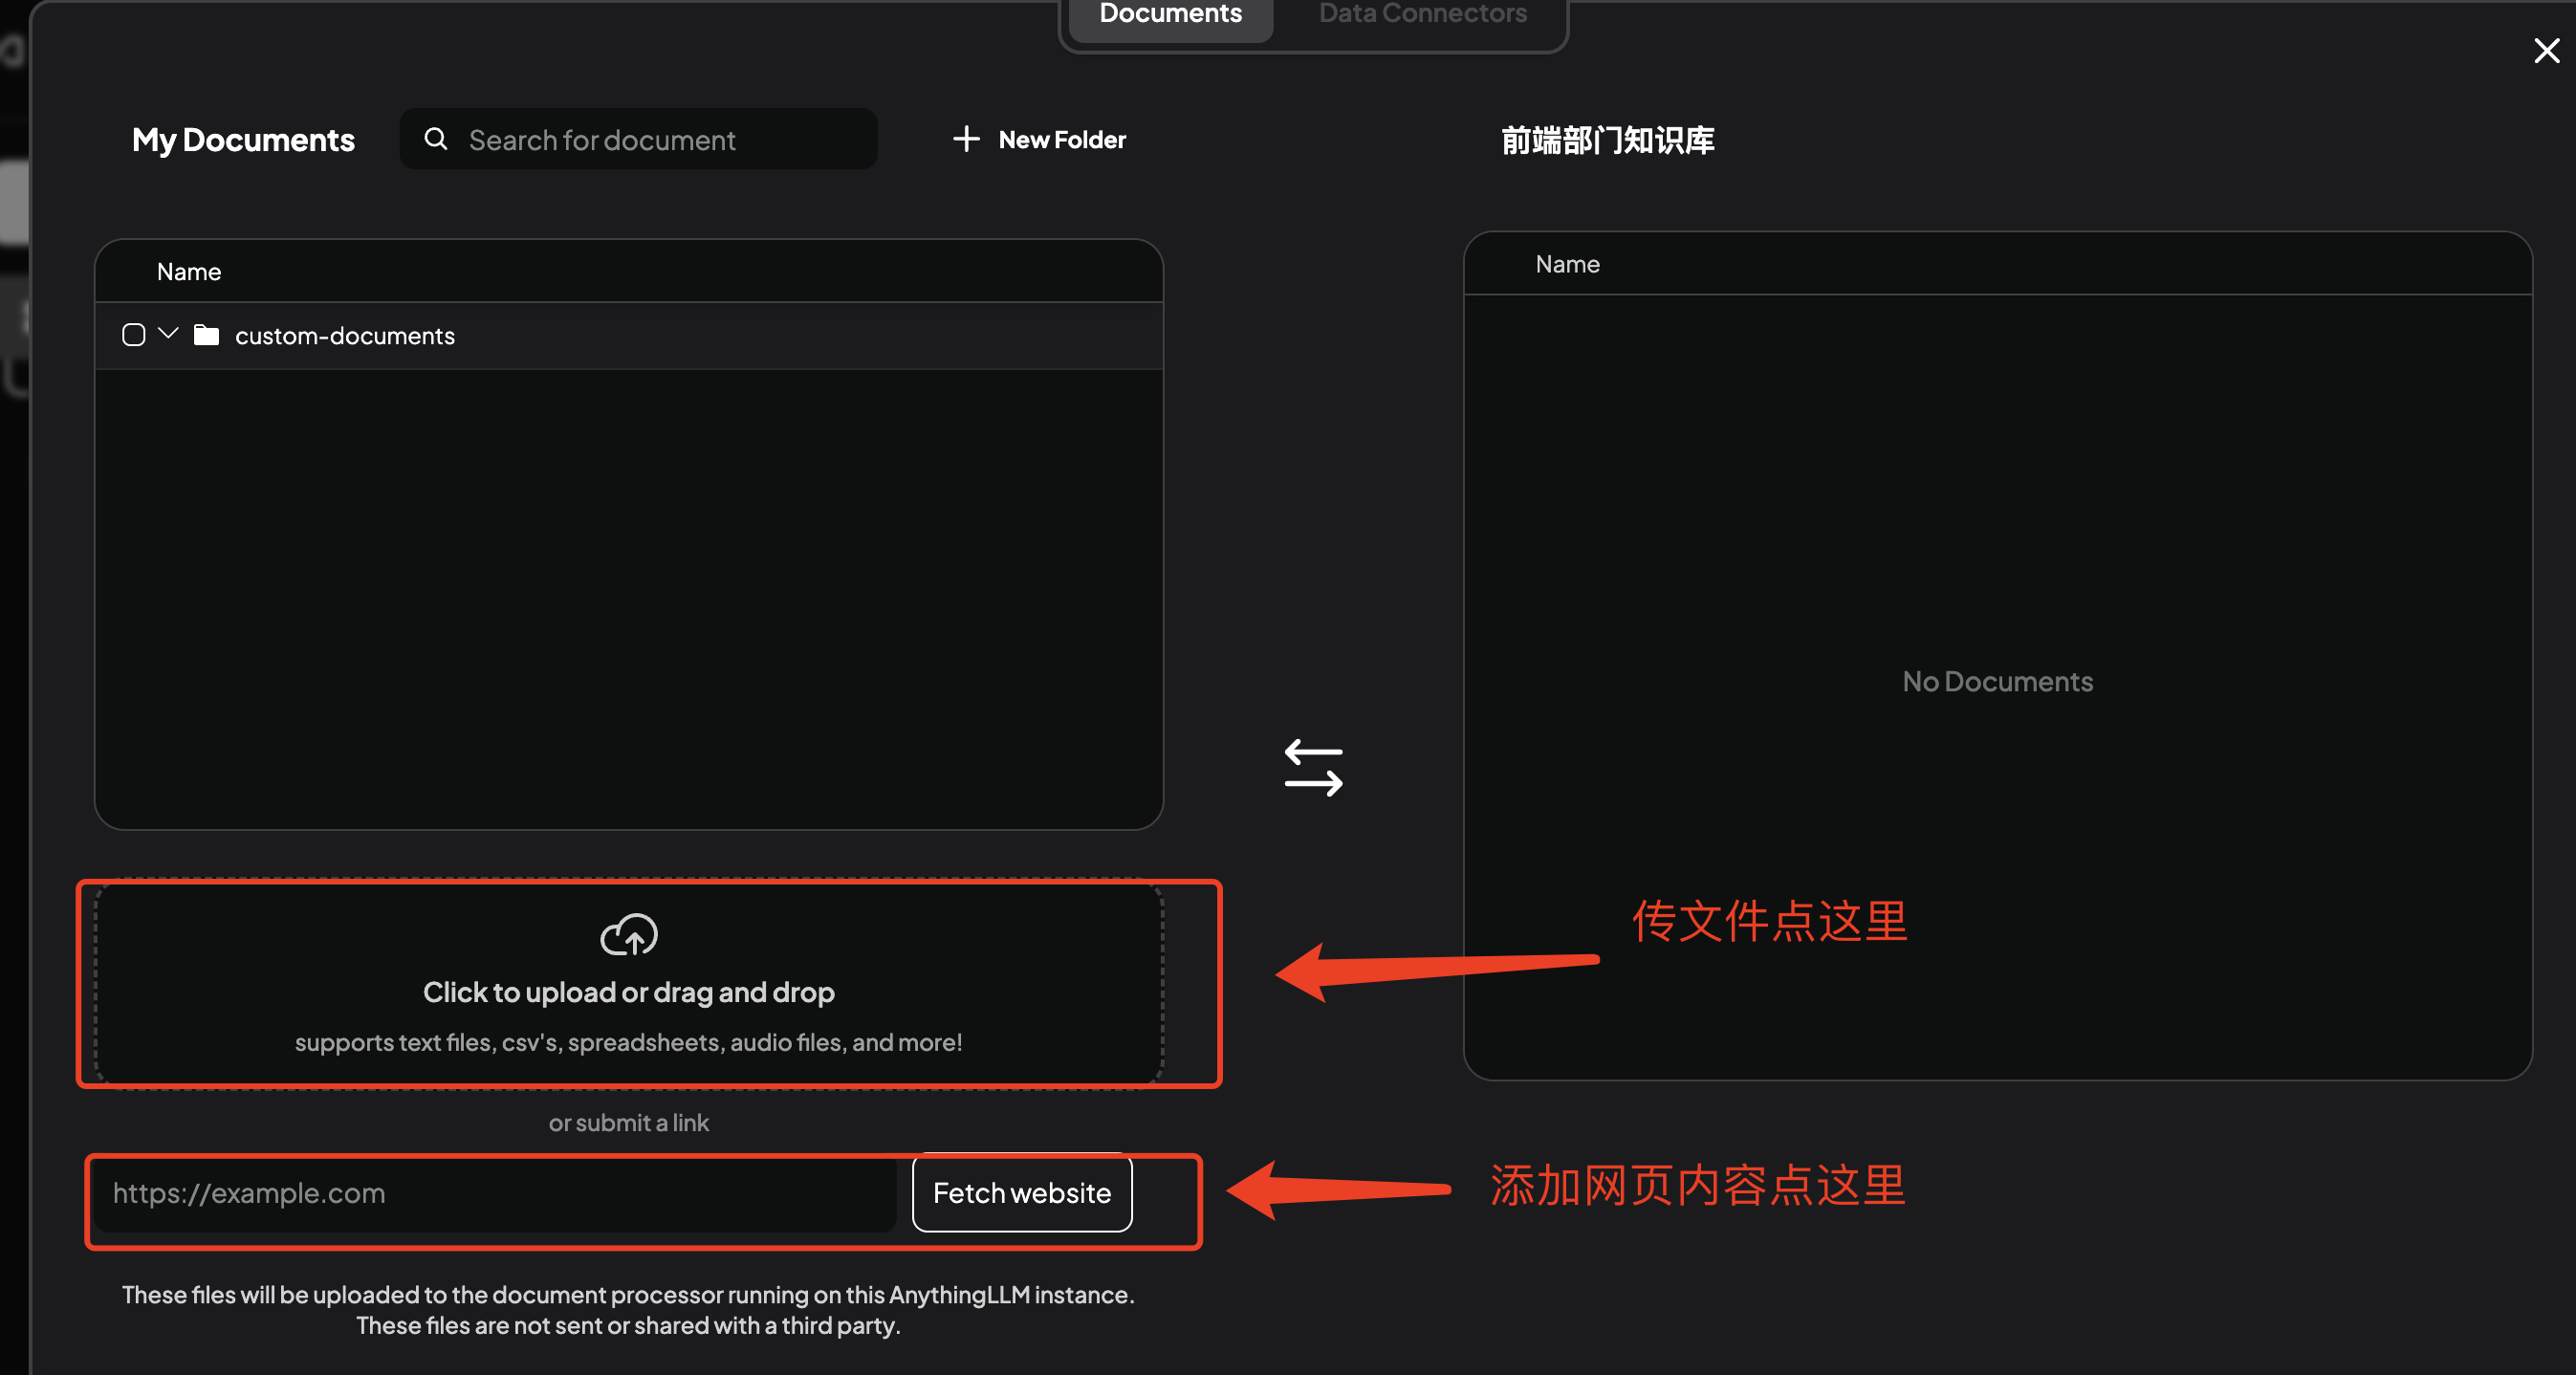 Documents
Data Connectors
My Documents
Search for document
New Folder
前端部门知识库
Name
custom-documents
Name
No Documents
Click to upload or drag and drop
supports text files, csv's, spreadsheets, audio files, and more!
传文件点这里
or submit a link
https://example.com
Fetch website
添加网页内容点这里
These files will be uploaded to the document processor running on this AnythingLLM instance.
These files are not sent or shared with a third party.